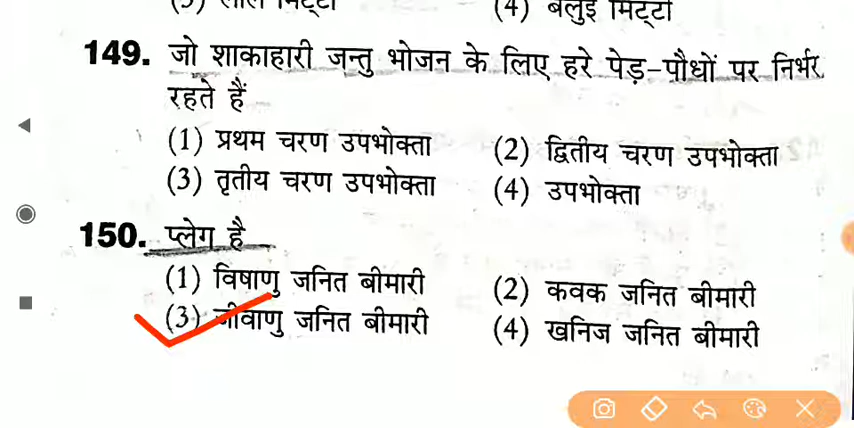 (3) लाल मिट्टी (4) बलुई मिट्टी
149. जो शाकाहारी जन्तु भोजन के लिए हरे पेड़-पौधों पर निर्भर
रहते हैं
(1) प्रथम चरण उपभोक्ता (2) द्वितीय चरण उपभोक्ता
(3) तृतीय चरण उपभोक्ता (4) उपभोक्ता
150. प्लेग है
(1) विषाणु जनित बीमारी (2) कवक जनित बीमारी
(3) जीवाणु जनित बीमारी (4) खनिज जनित बीमारी